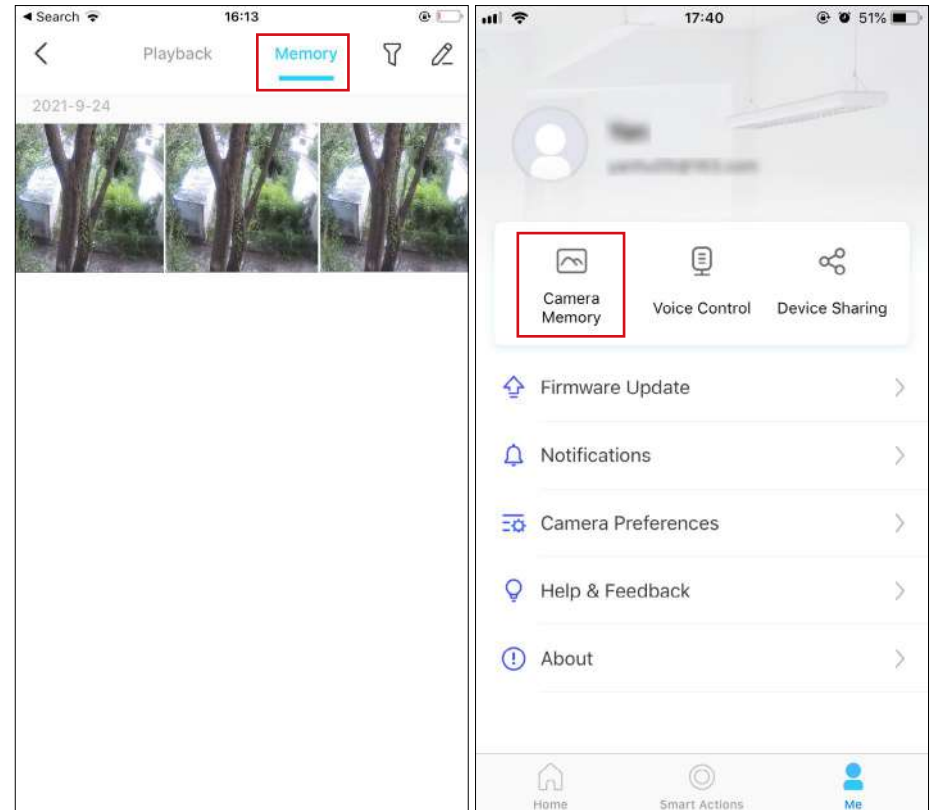 Search
16:13
Playback
Memory
2021-9-24
17:40
51%
Camera
Memory
Voice Control
Device Sharing
Firmware Update
Notifications
Camera Preferences
Help & Feedback
About
Home
Smart Actions
Me